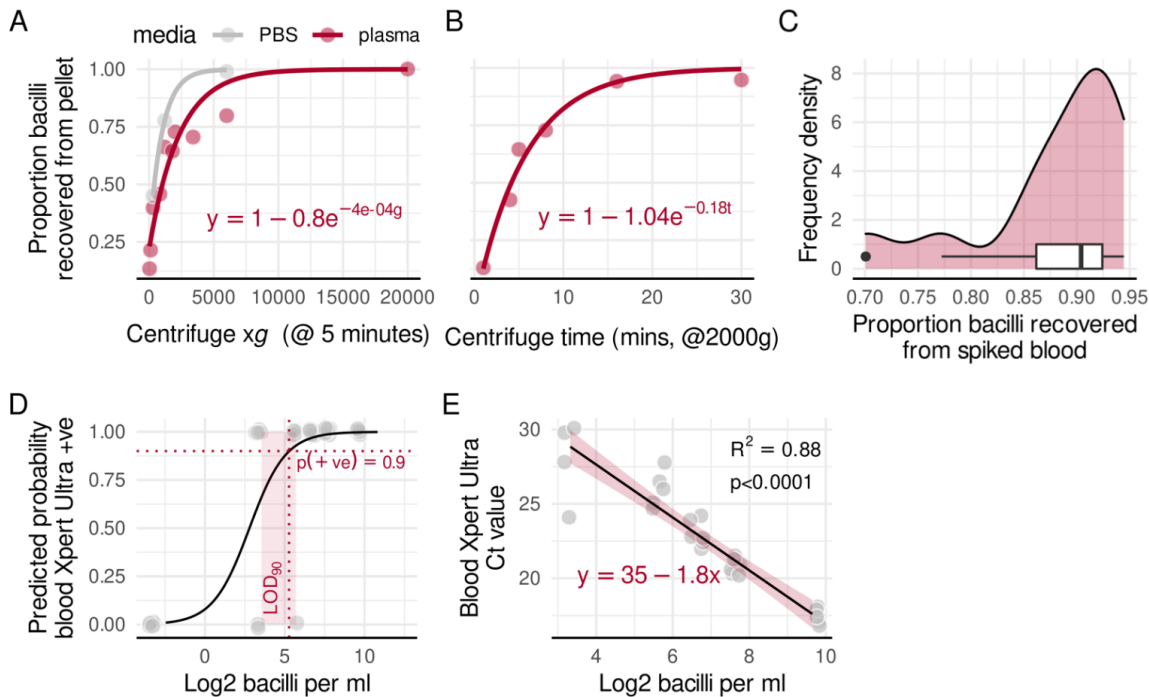 A
media PBS plasma
Proportion bacilli
recovered from pellet
1.00
0.75
0.50
0.25
y = 1 − 0.8e^−4e-04g
0 5000 10000 15000 20000
Centrifuge xg (@ 5 minutes)
B
y = 1 − 1.04e^−0.18t
0 10 20 30
Centrifuge time (mins, @2000g)
C
Frequency density
8
6
4
2
0
0.70 0.75 0.80 0.85 0.90 0.95
Proportion bacilli recovered
from spiked blood
D
Predicted probability
blood Xpert Ultra +ve
1.00
0.75
0.50
0.25
0.00
p(+ve) = 0.9
LOD90
0 5 10
Log2 bacilli per ml
E
Blood Xpert Ultra
Ct value
30
25
20
R² = 0.88
p<0.0001
y = 35 − 1.8x
4 6 8 10
Log2 bacilli per ml